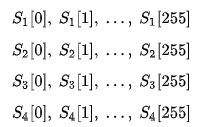 S₁[0], S₁[1], …, S₁[255]
S₂[0], S₂[1], …, S₂[255]
S₃[0], S₃[1], …, S₃[255]
S₄[0], S₄[1], …, S₄[255]